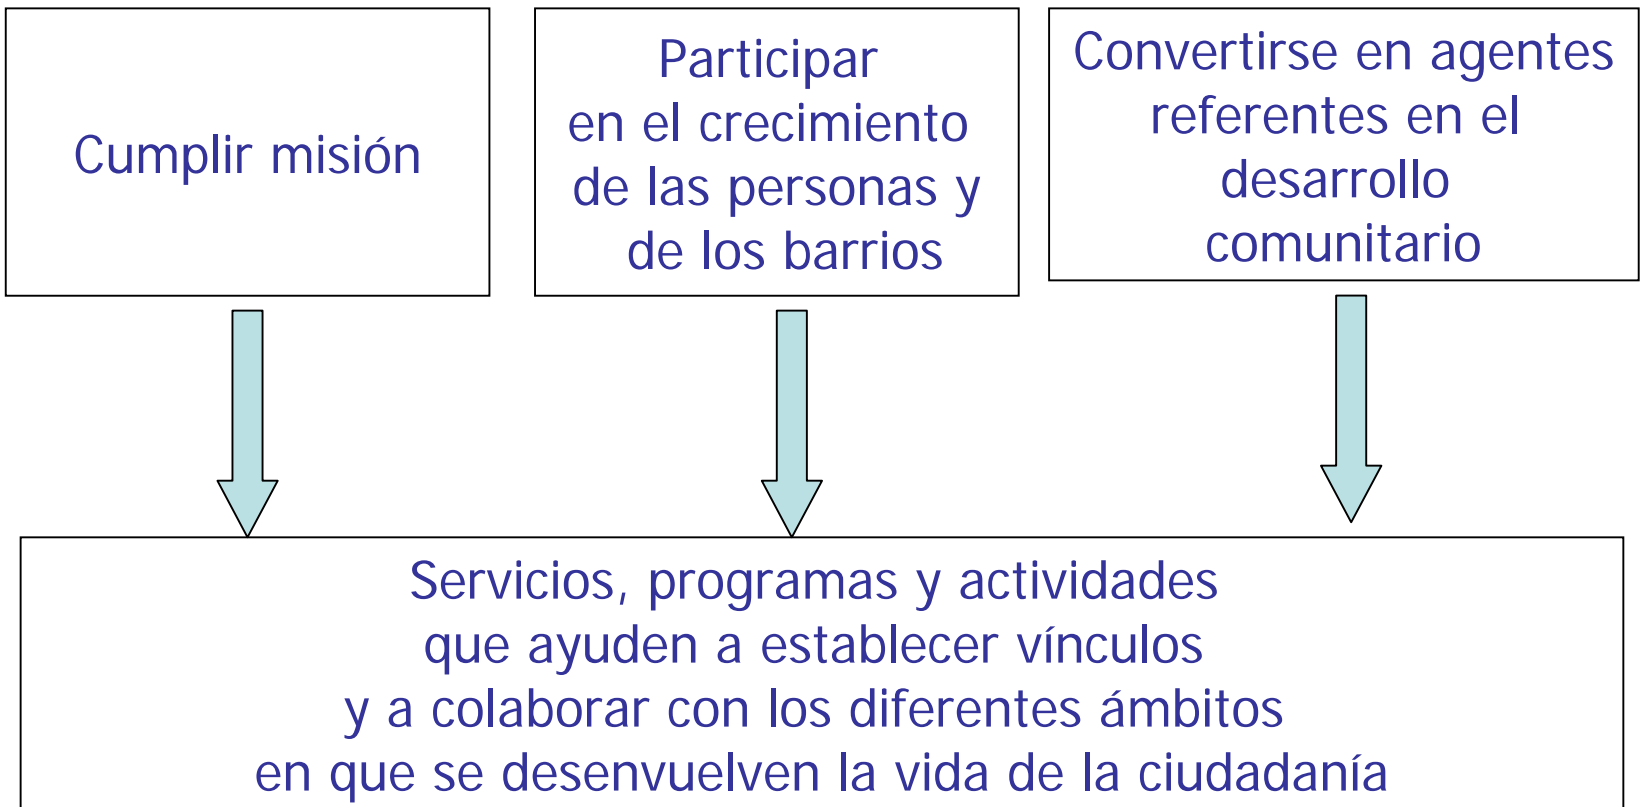 Cumplir misión
Participar
en el crecimiento
de las personas y
de los barrios
Convertirse en agentes
referentes en el
desarrollo
comunitario
Servicios, programas y actividades
que ayuden a establecer vínculos
y a colaborar con los diferentes ámbitos
en que se desenvuelven la vida de la ciudadanía